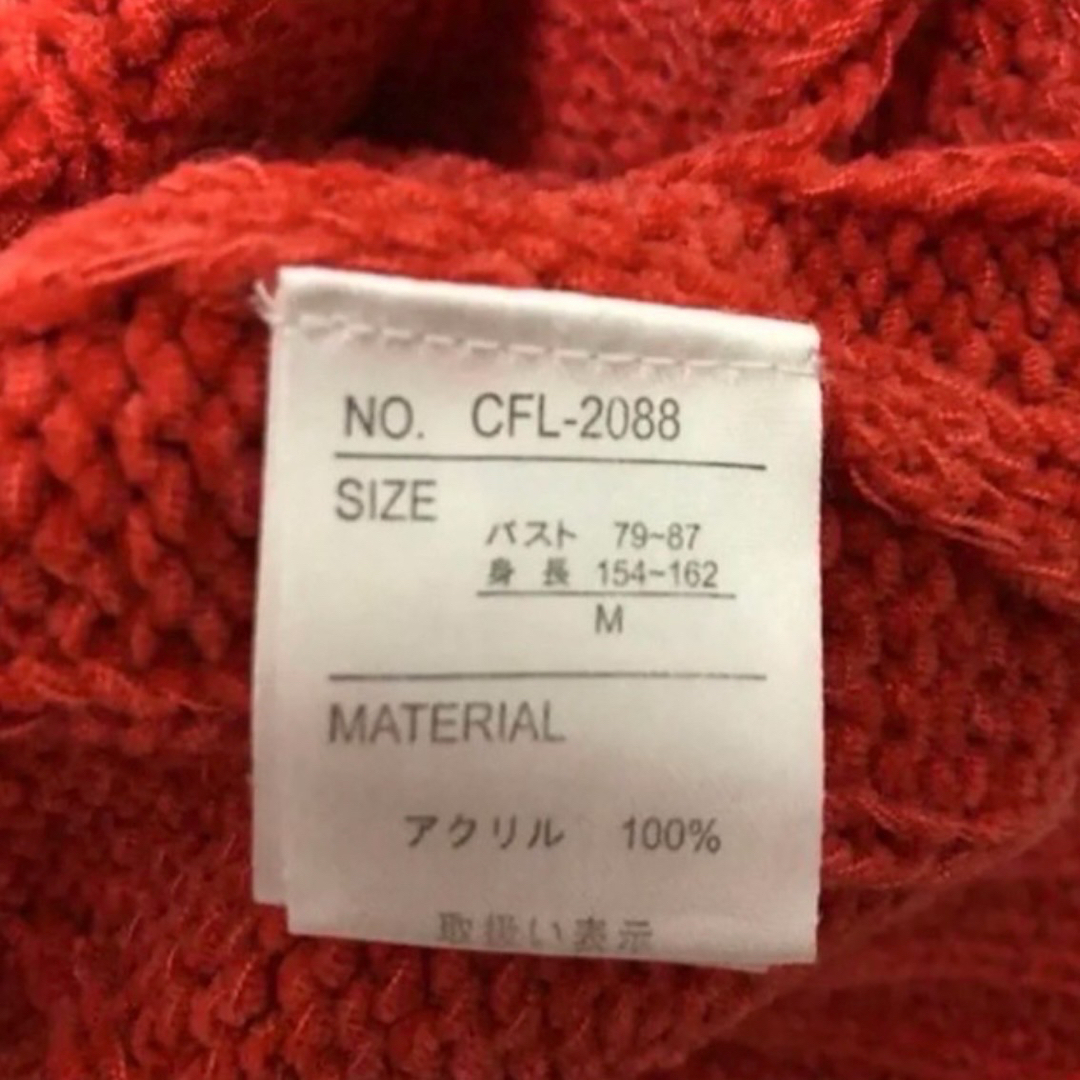 NO. CFL-2088
SIZE
バスト 79~87
身長 154~162
M
MATERIAL
アクリル 100%
取扱い表示